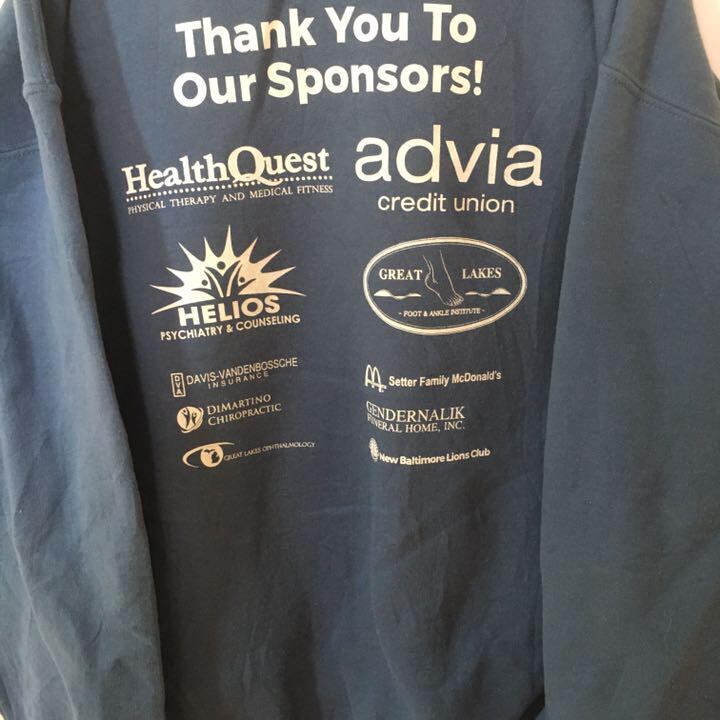 Thank You To
Our Sponsors!
HealthQuest
PHYSICAL THERAPY AND MEDICAL FITNESS
advia
credit union
HELIOS
PSYCHIATRY & COUNSELING
GREAT LAKES
- FOOT & ANKLE INSTITUTE -
DVA
DAVIS-VANDENBOSSCHE
INSURANCE
DIMARTINO
CHIROPRACTIC
GREAT LAKES OPHTHALMOLOGY
Setter Family McDonald's
GENDERNALIK
FUNERAL HOME, INC.
New Baltimore Lions Club